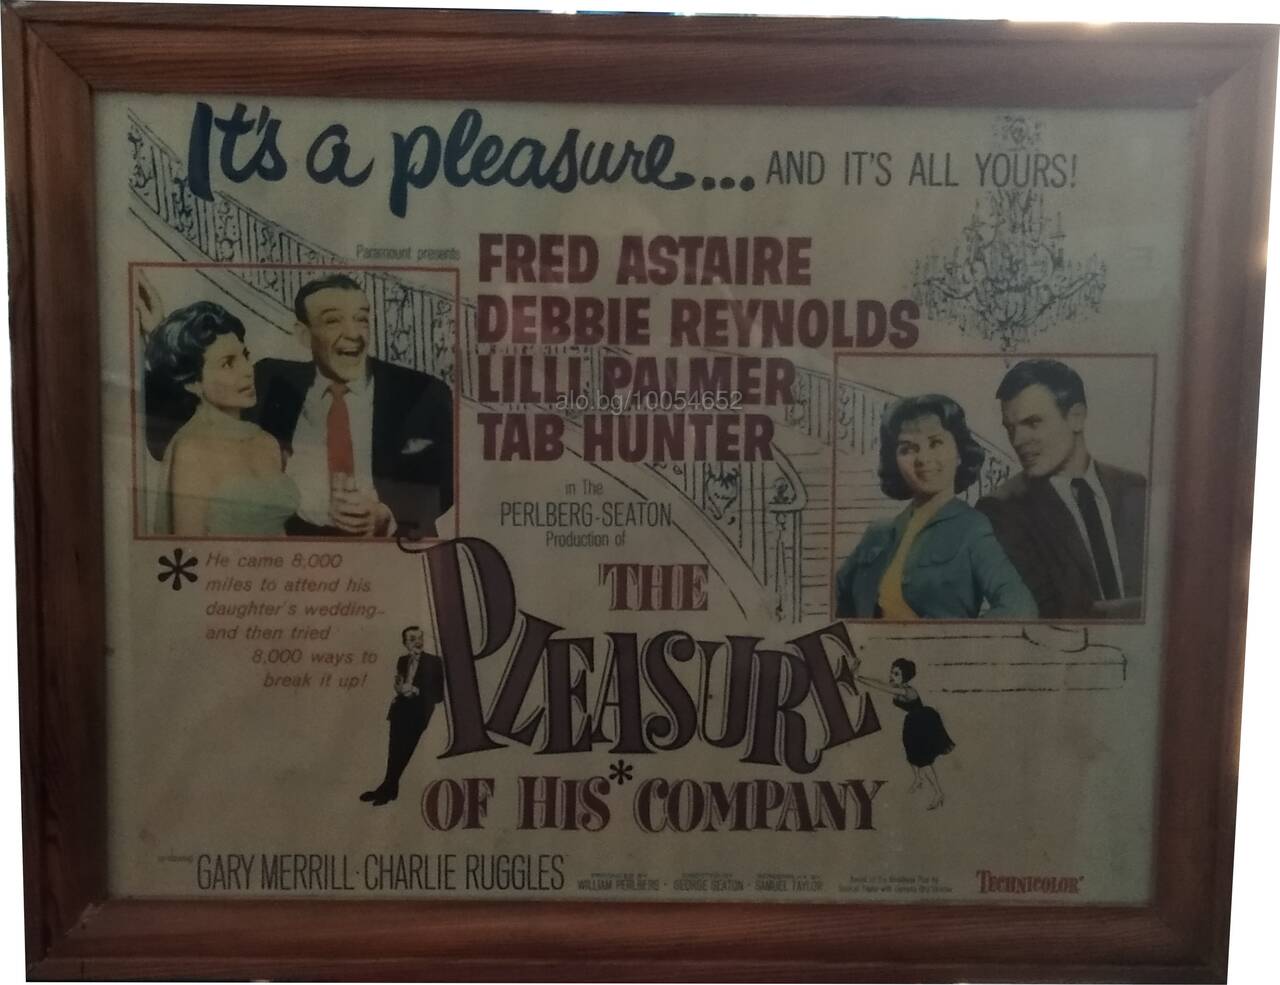 It's a pleasure... AND IT'S ALL YOURS!
Paramount presents
FRED ASTAIRE
DEBBIE REYNOLDS
LILLI PALMER
TAB HUNTER
alo.bg/10054652
in The
PERLBERG-SEATON
Production of
* He came 8,000
miles to attend his
daughter's wedding–
and then tried
8,000 ways to
break it up!
THE
PLEASURE
OF HIS* COMPANY
GARY MERRILL · CHARLIE RUGGLES
PRODUCED BY
WILLIAM PERLBERG · GEORGE SEATON · SAMUEL TAYLOR
TECHNICOLOR®